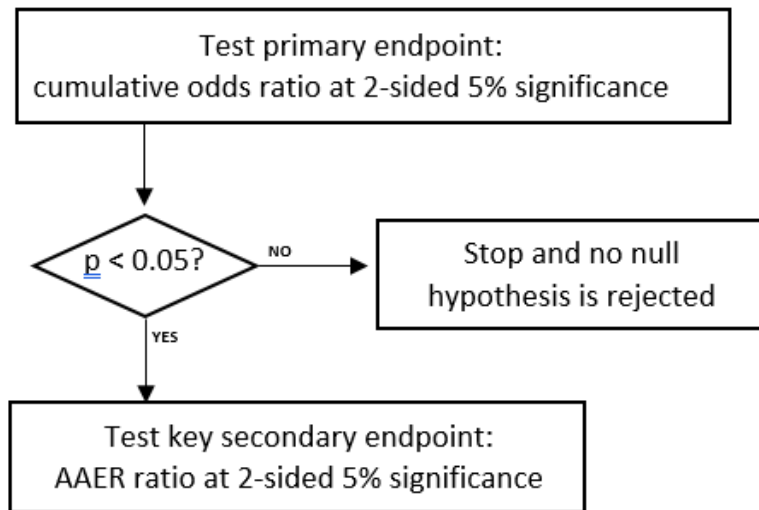 Test primary endpoint:
cumulative odds ratio at 2-sided 5% significance
p < 0.05?
NO
Stop and no null
hypothesis is rejected
YES
Test key secondary endpoint:
AAER ratio at 2-sided 5% significance